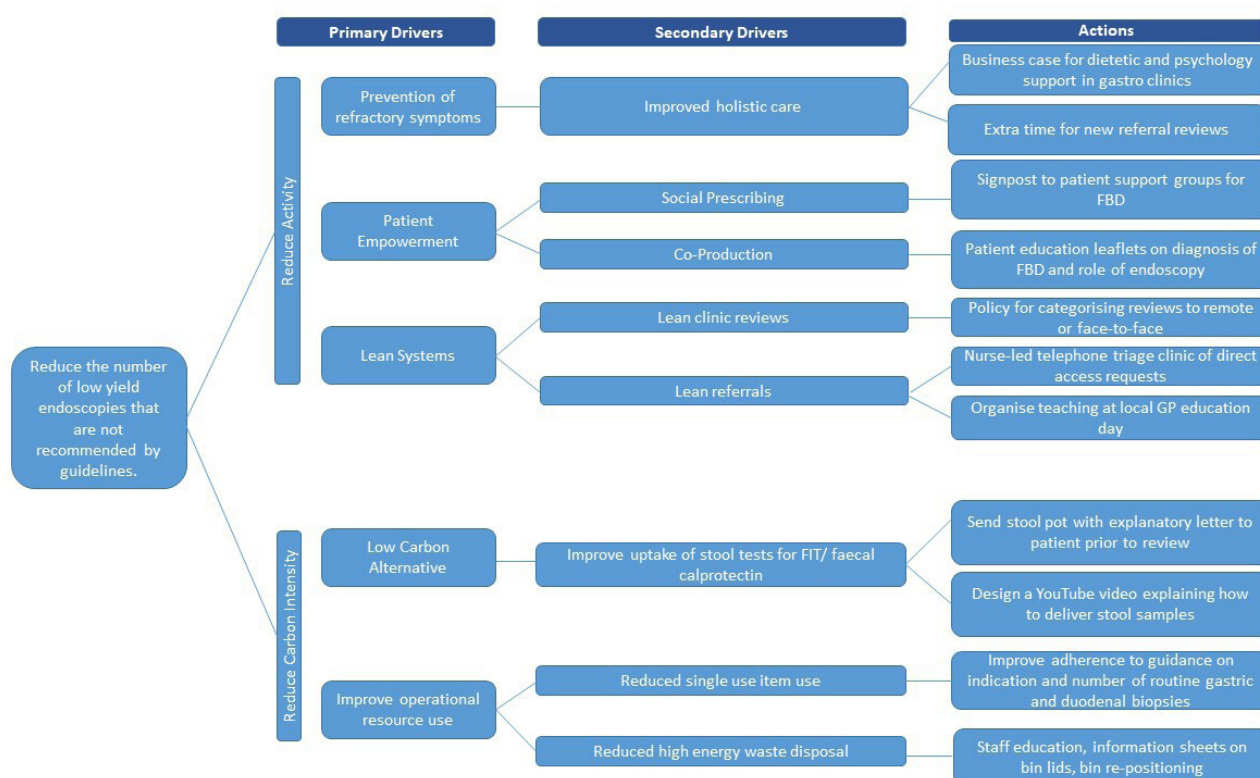 Primary Drivers
Secondary Drivers
Actions
Reduce the number
of low yield
endoscopies that
are not
recommended by
guidelines.
Reduce Activity
Prevention of
refractory symptoms
Improved holistic care
Business case for dietetic and psychology
support in gastro clinics
Extra time for new referral reviews
Patient
Empowerment
Social Prescribing
Signpost to patient support groups for
FBD
Co-Production
Patient education leaflets on diagnosis of
FBD and role of endoscopy
Lean Systems
Lean clinic reviews
Policy for categorising reviews to remote
or face-to-face
Lean referrals
Nurse-led telephone triage clinic of direct
access requests
Organise teaching at local GP education
day
Reduce Carbon Intensity
Low Carbon
Alternative
Improve uptake of stool tests for FIT/ faecal
calprotectin
Send stool pot with explanatory letter to
patient prior to review
Design a YouTube video explaining how
to deliver stool samples
Improve operational
resource use
Reduced single use item use
Improve adherence to guidance on
indication and number of routine gastric
and duodenal biopsies
Reduced high energy waste disposal
Staff education, information sheets on
bin lids, bin re-positioning